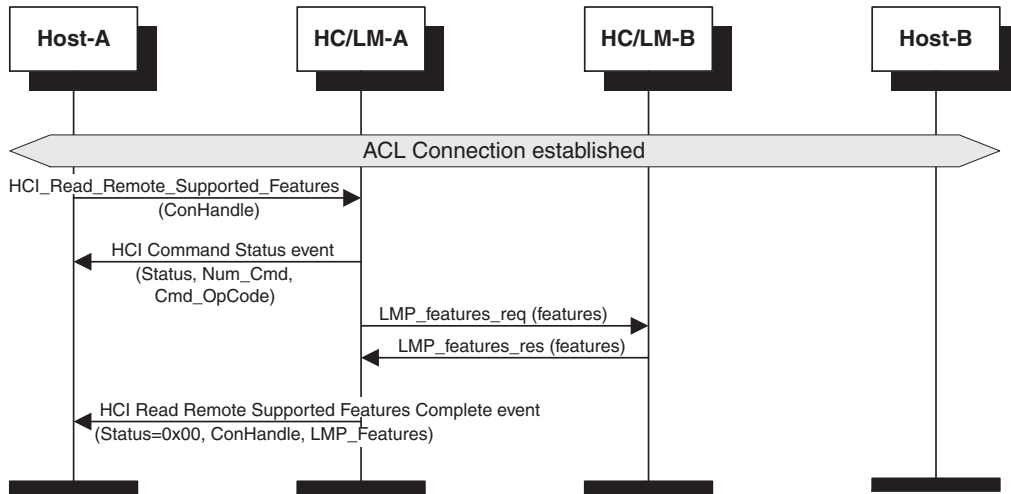 Host-A
HC/LM-A
HC/LM-B
Host-B
ACL Connection established
HCI_Read_Remote_Supported_Features
(ConHandle)
HCI Command Status event
(Status, Num_Cmd,
Cmd_OpCode)
LMP_features_req (features)
LMP_features_res (features)
HCI Read Remote Supported Features Complete event
(Status=0x00, ConHandle, LMP_Features)